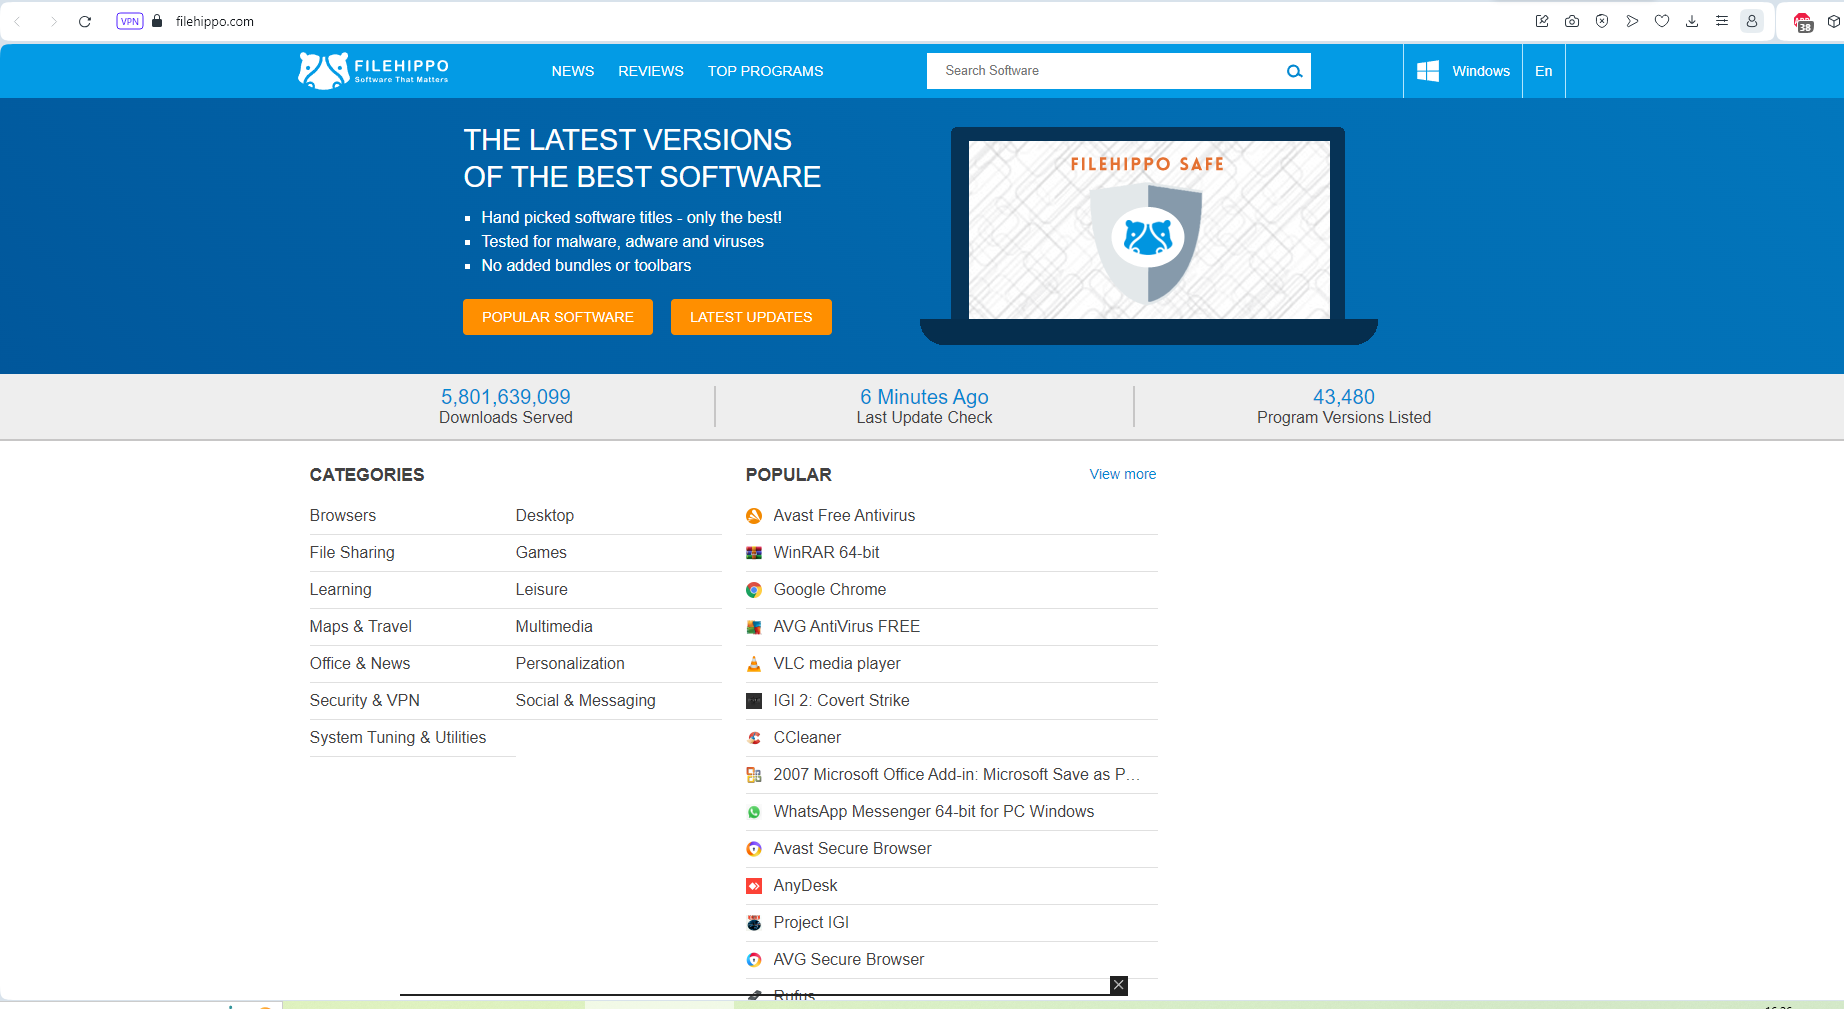 VPN
filehippo.com
38
FILEHIPPO
Software That Matters
NEWS
REVIEWS
TOP PROGRAMS
Search Software
Windows
En
THE LATEST VERSIONS
OF THE BEST SOFTWARE
Hand picked software titles - only the best!
Tested for malware, adware and viruses
No added bundles or toolbars
POPULAR SOFTWARE
LATEST UPDATES
FILEHIPPO SAFE
5,801,639,099
Downloads Served
6 Minutes Ago
Last Update Check
43,480
Program Versions Listed
CATEGORIES
Browsers
Desktop
File Sharing
Games
Learning
Leisure
Maps & Travel
Multimedia
Office & News
Personalization
Security & VPN
Social & Messaging
System Tuning & Utilities
POPULAR
View more
Avast Free Antivirus
WinRAR 64-bit
Google Chrome
AVG AntiVirus FREE
VLC media player
IGI 2: Covert Strike
CCleaner
2007 Microsoft Office Add-in: Microsoft Save as P…
WhatsApp Messenger 64-bit for PC Windows
Avast Secure Browser
AnyDesk
Project IGI
AVG Secure Browser
Rufus